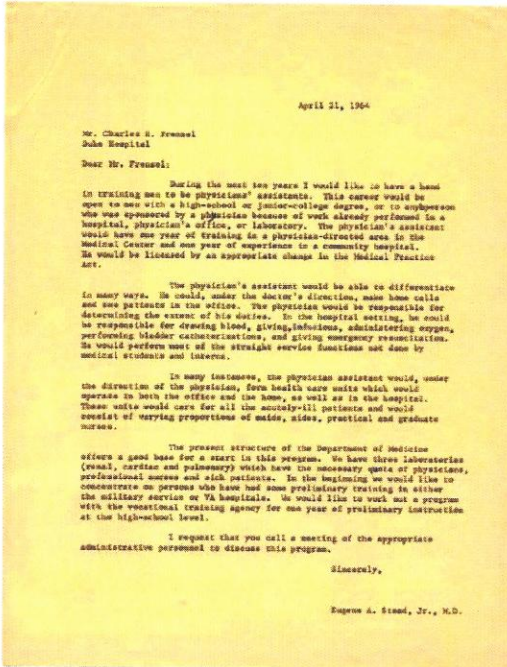 April 21, 1964
Mr. Charles H. Frenzel
Duke Hospital
Dear Mr. Frenzel:
During the next ten years I would like to have a hand
in training men to be physicians' assistants. This career would be
open to men with a high-school or junior-college degree, or to any person
who was sponsored by a physician because of work already performed in a
hospital, physician's office, or laboratory. The physician's assistant
would have one year of training in a physician-directed area in the
Medical Center and one year of experience in a community hospital.
He would be licensed by an appropriate change in the Medical Practice
Act.
The physician's assistant would be able to differentiate
in many ways. He could, under the doctor's direction, make home calls
and see patients in the office. The physician would be responsible for
determining the extent of his duties. In the hospital setting, he could
be responsible for drawing blood, giving infusions, administering oxygen,
performing bladder catheterizations, and giving emergency resuscitation.
He would perform most of the straight service functions not done by
medical students and interns.
In many instances, the physician assistant would, under
the direction of the physician, form health care units which would
operate in both the office and the home, as well as in the hospital.
These units would care for all the acutely-ill patients and would
consist of varying proportions of maids, aides, practical and graduate
nurses.
The present structure of the Department of Medicine
offers a good base for a start in this program. We have three laboratories
(renal, cardiac and pulmonary) which have the necessary quota of physicians,
professional nurses and sick patients. In the beginning we would like to
concentrate on persons who have had some preliminary training in either
the military service or VA hospitals. We would like to work out a program
with the vocational training agency for one year of preliminary instruction
at the high-school level.
I request that you call a meeting of the appropriate
administrative personnel to discuss this program.
Sincerely,
Eugene A. Stead, Jr., M.D.